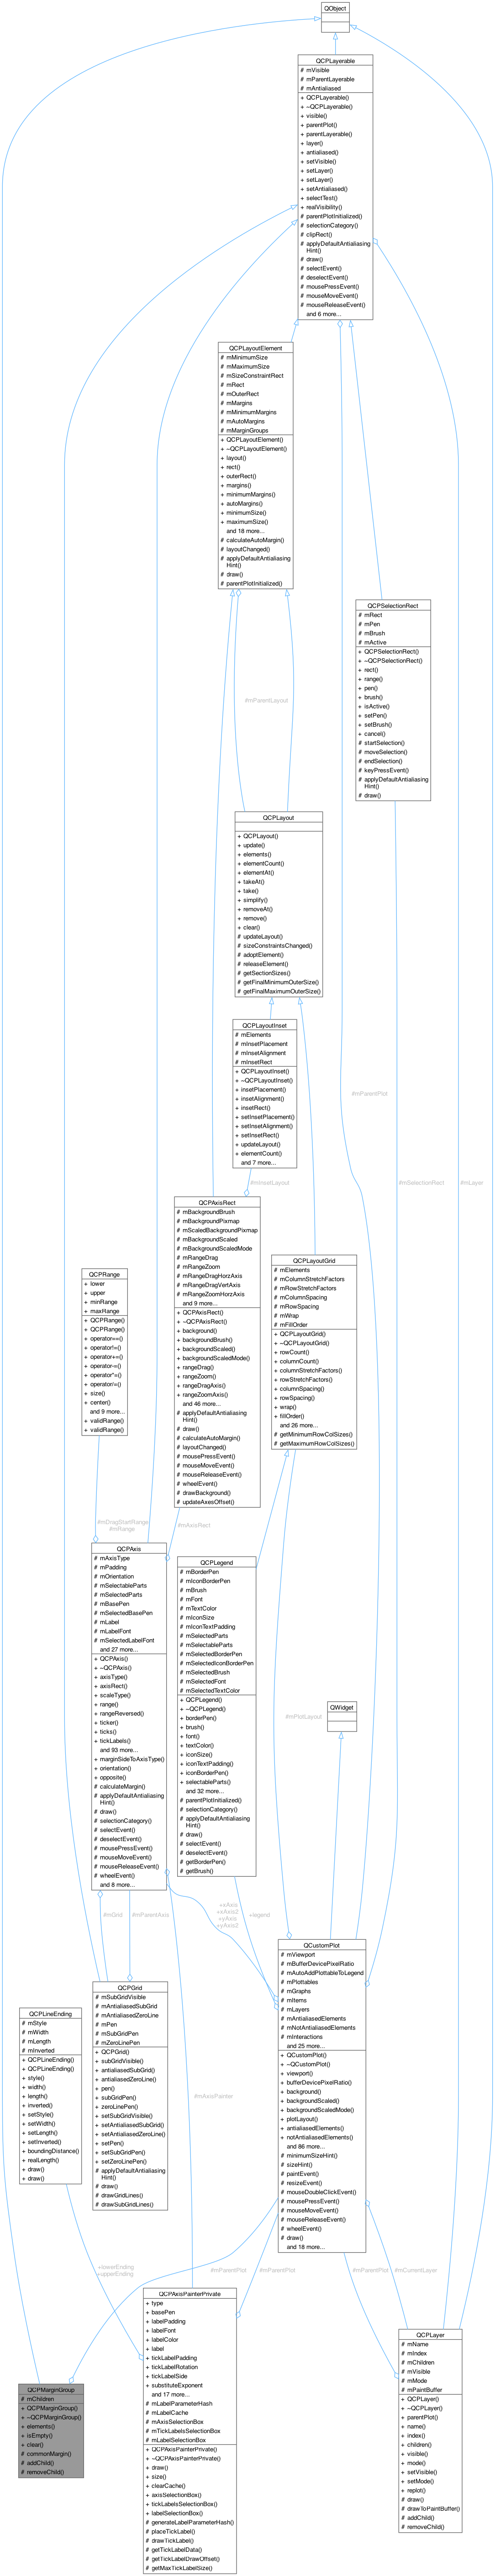 QObject
QCPLayerable
# mVisible
# mParentLayerable
# mAntialiased
+ QCPLayerable()
+ ~QCPLayerable()
+ visible()
+ parentPlot()
+ parentLayerable()
+ layer()
+ antialiased()
+ setVisible()
+ setLayer()
+ setLayer()
+ setAntialiased()
+ selectTest()
+ realVisibility()
# parentPlotInitialized()
# selectionCategory()
# clipRect()
# applyDefaultAntialiasing
Hint()
# draw()
# selectEvent()
# deselectEvent()
# mousePressEvent()
# mouseMoveEvent()
# mouseReleaseEvent()
and 6 more...
QCPLayoutElement
# mMinimumSize
# mMaximumSize
# mSizeConstraintRect
# mRect
# mOuterRect
# mMargins
# mMinimumMargins
# mAutoMargins
# mMarginGroups
+ QCPLayoutElement()
+ ~QCPLayoutElement()
+ layout()
+ rect()
+ outerRect()
+ margins()
+ minimumMargins()
+ autoMargins()
+ minimumSize()
+ maximumSize()
and 18 more...
# calculateAutoMargin()
# layoutChanged()
# applyDefaultAntialiasing
Hint()
# draw()
# parentPlotInitialized()
QCPSelectionRect
# mRect
# mPen
# mBrush
# mActive
+ QCPSelectionRect()
+ ~QCPSelectionRect()
+ rect()
+ range()
+ pen()
+ brush()
+ isActive()
+ setPen()
+ setBrush()
+ cancel()
# startSelection()
# moveSelection()
# endSelection()
# keyPressEvent()
# applyDefaultAntialiasing
Hint()
# draw()
#mParentLayout
QCPLayout
+ QCPLayout()
+ update()
+ elements()
+ elementCount()
+ elementAt()
+ takeAt()
+ take()
+ simplify()
+ removeAt()
+ remove()
+ clear()
# updateLayout()
# sizeConstraintsChanged()
# adoptElement()
# releaseElement()
# getSectionSizes()
# getFinalMinimumOuterSize()
# getFinalMaximumOuterSize()
QCPLayoutInset
# mElements
# mInsetPlacement
# mInsetAlignment
# mInsetRect
+ QCPLayoutInset()
+ ~QCPLayoutInset()
+ insetPlacement()
+ insetAlignment()
+ insetRect()
+ setInsetPlacement()
+ setInsetAlignment()
+ setInsetRect()
+ updateLayout()
+ elementCount()
and 7 more...
#mParentPlot
#mInsetLayout
#mSelectionRect
#mLayer
QCPAxisRect
# mBackgroundBrush
# mBackgroundPixmap
# mScaledBackgroundPixmap
# mBackgroundScaled
# mBackgroundScaledMode
# mRangeDrag
# mRangeZoom
# mRangeDragHorzAxis
# mRangeDragVertAxis
# mRangeZoomHorzAxis
and 9 more...
+ QCPAxisRect()
+ ~QCPAxisRect()
+ background()
+ backgroundBrush()
+ backgroundScaled()
+ backgroundScaledMode()
+ rangeDrag()
+ rangeZoom()
+ rangeDragAxis()
+ rangeZoomAxis()
and 46 more...
# applyDefaultAntialiasing
Hint()
# draw()
# calculateAutoMargin()
# layoutChanged()
# mousePressEvent()
# mouseMoveEvent()
# mouseReleaseEvent()
# wheelEvent()
# drawBackground()
# updateAxesOffset()
QCPLayoutGrid
# mElements
# mColumnStretchFactors
# mRowStretchFactors
# mColumnSpacing
# mRowSpacing
# mWrap
# mFillOrder
+ QCPLayoutGrid()
+ ~QCPLayoutGrid()
+ rowCount()
+ columnCount()
+ columnStretchFactors()
+ rowStretchFactors()
+ columnSpacing()
+ rowSpacing()
+ wrap()
+ fillOrder()
and 26 more...
# getMinimumRowColSizes()
# getMaximumRowColSizes()
QCPRange
+ lower
+ upper
+ minRange
+ maxRange
+ QCPRange()
+ QCPRange()
+ operator==()
+ operator!=()
+ operator+=()
+ operator-=()
+ operator*=()
+ operator/=()
+ size()
+ center()
and 9 more...
+ validRange()
+ validRange()
#mDragStartRange
#mRange
#mAxisRect
QCPAxis
# mAxisType
# mPadding
# mOrientation
# mSelectableParts
# mSelectedParts
# mBasePen
# mSelectedBasePen
# mLabel
# mLabelFont
# mSelectedLabelFont
and 27 more...
+ QCPAxis()
+ ~QCPAxis()
+ axisType()
+ axisRect()
+ scaleType()
+ range()
+ rangeReversed()
+ ticker()
+ ticks()
+ tickLabels()
and 93 more...
+ marginSideToAxisType()
+ orientation()
+ opposite()
# calculateMargin()
# applyDefaultAntialiasing
Hint()
# draw()
# selectionCategory()
# selectEvent()
# deselectEvent()
# mousePressEvent()
# mouseMoveEvent()
# mouseReleaseEvent()
# wheelEvent()
and 8 more...
QCPLegend
# mBorderPen
# mIconBorderPen
# mBrush
# mFont
# mTextColor
# mIconSize
# mIconTextPadding
# mSelectedParts
# mSelectableParts
# mSelectedBorderPen
# mSelectedIconBorderPen
# mSelectedBrush
# mSelectedFont
# mSelectedTextColor
+ QCPLegend()
+ ~QCPLegend()
+ borderPen()
+ brush()
+ font()
+ textColor()
+ iconSize()
+ iconTextPadding()
+ iconBorderPen()
+ selectableParts()
and 32 more...
# parentPlotInitialized()
# selectionCategory()
# applyDefaultAntialiasing
Hint()
# draw()
# selectEvent()
# deselectEvent()
# getBorderPen()
# getBrush()
#mPlotLayout
QWidget
#mGrid
#mParentAxis
+xAxis
+xAxis2
+yAxis
+yAxis2
+legend
QCustomPlot
# mViewport
# mBufferDevicePixelRatio
# mAutoAddPlottableToLegend
# mPlottables
# mGraphs
# mItems
# mLayers
# mAntialiasedElements
# mNotAntialiasedElements
# mInteractions
and 25 more...
+ QCustomPlot()
+ ~QCustomPlot()
+ viewport()
+ bufferDevicePixelRatio()
+ background()
+ backgroundScaled()
+ backgroundScaledMode()
+ plotLayout()
+ antialiasedElements()
+ notAntialiasedElements()
and 86 more...
# minimumSizeHint()
# sizeHint()
# paintEvent()
# resizeEvent()
# mouseDoubleClickEvent()
# mousePressEvent()
# mouseMoveEvent()
# mouseReleaseEvent()
# wheelEvent()
# draw()
and 18 more...
QCPGrid
# mSubGridVisible
# mAntialiasedSubGrid
# mAntialiasedZeroLine
# mPen
# mSubGridPen
# mZeroLinePen
+ QCPGrid()
+ subGridVisible()
+ antialiasedSubGrid()
+ antialiasedZeroLine()
+ pen()
+ subGridPen()
+ zeroLinePen()
+ setSubGridVisible()
+ setAntialiasedSubGrid()
+ setAntialiasedZeroLine()
+ setPen()
+ setSubGridPen()
+ setZeroLinePen()
# applyDefaultAntialiasing
Hint()
# draw()
# drawGridLines()
# drawSubGridLines()
QCPLineEnding
# mStyle
# mWidth
# mLength
# mInverted
+ QCPLineEnding()
+ QCPLineEnding()
+ style()
+ width()
+ length()
+ inverted()
+ setStyle()
+ setWidth()
+ setLength()
+ setInverted()
+ boundingDistance()
+ realLength()
+ draw()
+ draw()
#mAxisPainter
+lowerEnding
+upperEnding
#mParentPlot
#mParentPlot
#mParentPlot
#mCurrentLayer
QCPAxisPainterPrivate
+ type
+ basePen
+ labelPadding
+ labelFont
+ labelColor
+ label
+ tickLabelPadding
+ tickLabelRotation
+ tickLabelSide
+ substituteExponent
and 17 more...
# mLabelParameterHash
# mLabelCache
# mAxisSelectionBox
# mTickLabelsSelectionBox
# mLabelSelectionBox
+ QCPAxisPainterPrivate()
+ ~QCPAxisPainterPrivate()
+ draw()
+ size()
+ clearCache()
+ axisSelectionBox()
+ tickLabelsSelectionBox()
+ labelSelectionBox()
# generateLabelParameterHash()
# placeTickLabel()
# drawTickLabel()
# getTickLabelData()
# getTickLabelDrawOffset()
# getMaxTickLabelSize()
QCPLayer
# mName
# mIndex
# mChildren
# mVisible
# mMode
# mPaintBuffer
+ QCPLayer()
+ ~QCPLayer()
+ parentPlot()
+ name()
+ index()
+ children()
+ visible()
+ mode()
+ setVisible()
+ setMode()
+ replot()
# draw()
# drawToPaintBuffer()
# addChild()
# removeChild()
QCPMarginGroup
# mChildren
+ QCPMarginGroup()
+ ~QCPMarginGroup()
+ elements()
+ isEmpty()
+ clear()
# commonMargin()
# addChild()
# removeChild()